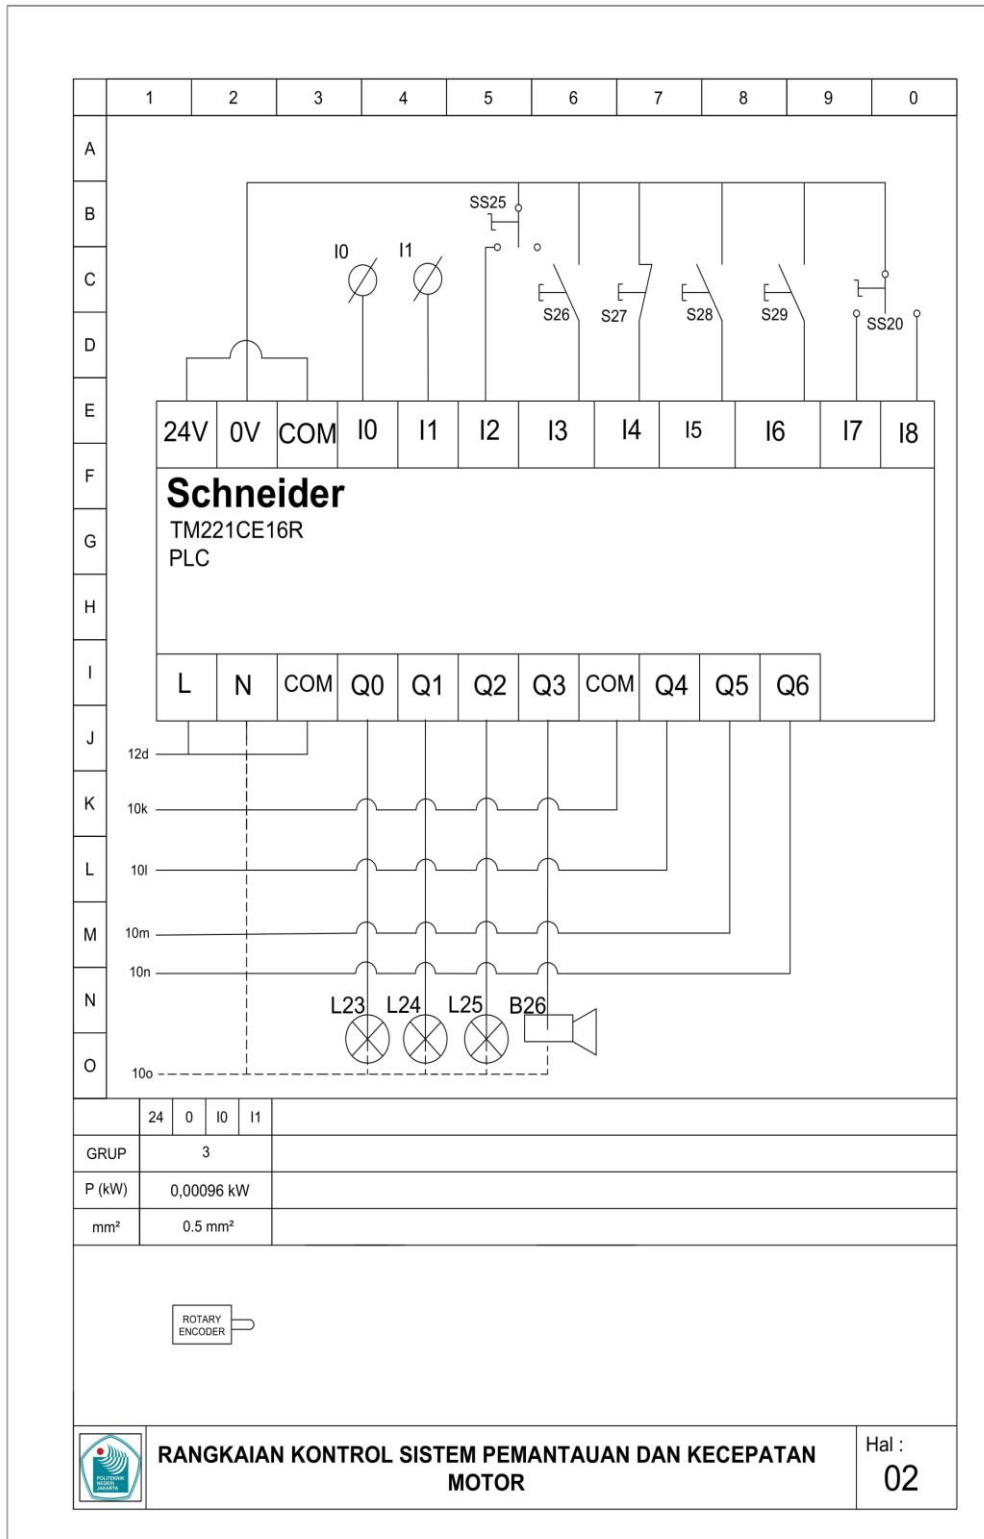 1 2 3 4 5 6 7 8 9 0
A
B
C
D
E
F
G
H
I
J
K
L
M
N
O
SS25
I0 I1
S26 S27 S28 S29 SS20
24V 0V COM I0 I1 I2 I3 I4 I5 I6 I7 I8
Schneider
TM221CE16R
PLC
L N COM Q0 Q1 Q2 Q3 COM Q4 Q5 Q6
12d
10k
10l
10m
10n
L23 L24 L25 B26
10o
24 0 I0 I1
GRUP 3
P (kW) 0,00096 kW
mm² 0.5 mm²
ROTARY
ENCODER
POLITEKNIK
NEGERI
JAKARTA
RANGKAIAN KONTROL SISTEM PEMANTAUAN DAN KECEPATAN
MOTOR
Hal :
02